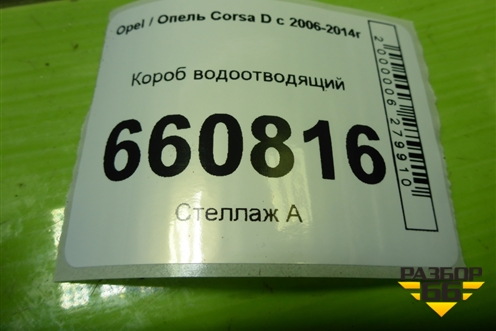 Opel / Опель Corsa D с 2006-2014г
Короб водоотводящий
660816
Стеллаж А
2000006279910
РАЗБОР
66